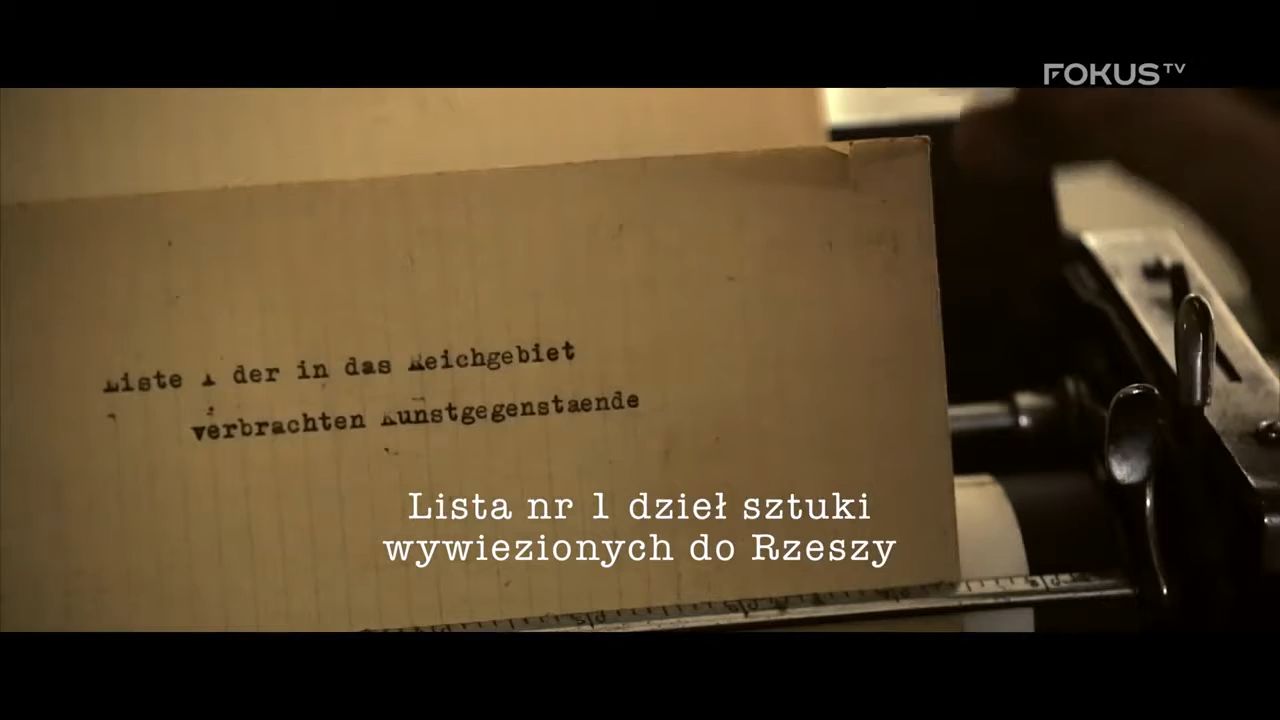 FOKUS TV
Liste 1 der in das Reichgebiet
verbrachten Kunstgegenstaende
Lista nr 1 dzieł sztuki
wywiezionych do Rzeszy